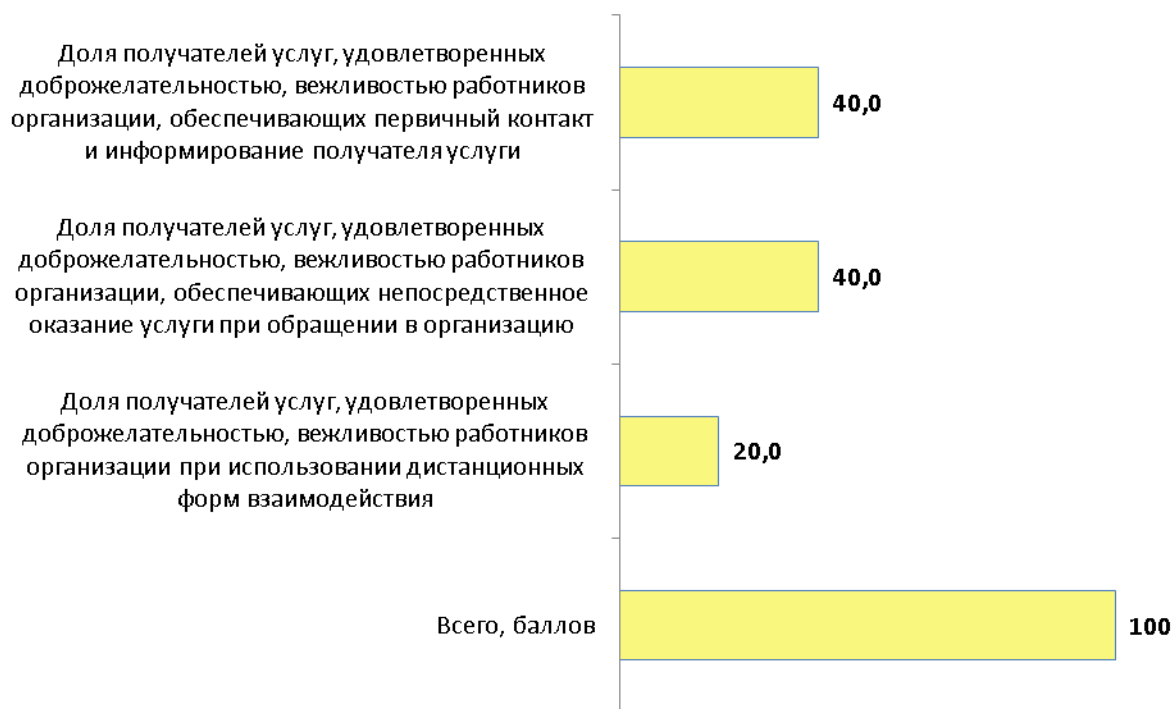 Доля получателей услуг, удовлетворенных
доброжелательностью, вежливостью работников
организации, обеспечивающих первичный контакт
и информирование получателя услуги
40,0
Доля получателей услуг, удовлетворенных
доброжелательностью, вежливостью работников
организации, обеспечивающих непосредственное
оказание услуги при обращении в организацию
40,0
Доля получателей услуг, удовлетворенных
доброжелательностью, вежливостью работников
организации при использовании дистанционных
форм взаимодействия
20,0
Всего, баллов
100